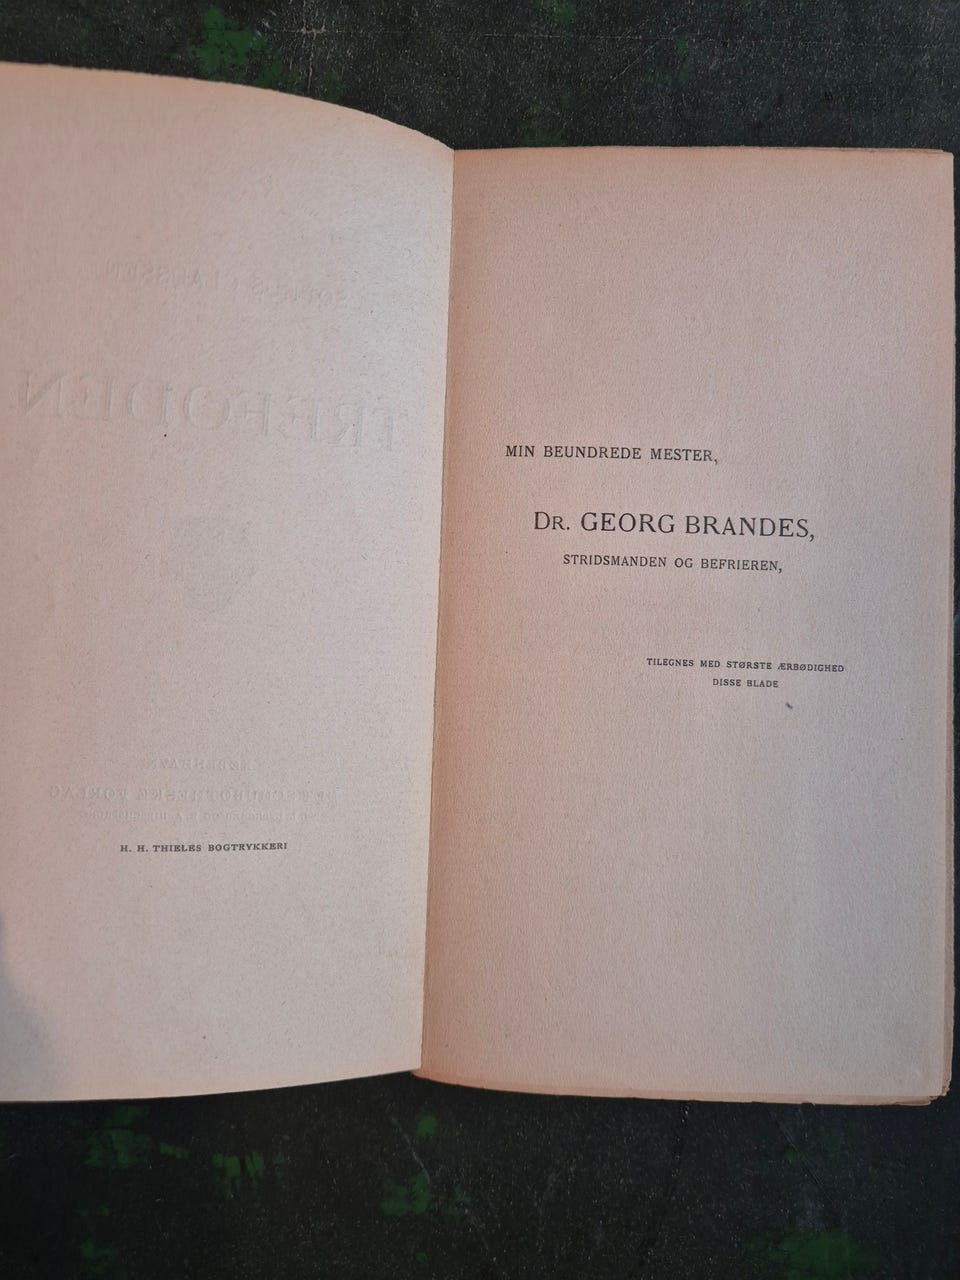 H. H. THIELES BOGTRYKKERI
MIN BEUNDREDE MESTER,
DR. GEORG BRANDES,
STRIDSMANDEN OG BEFRIEREN,
TILEGNES MED STØRSTE ÆRBØDIGHED
DISSE BLADE